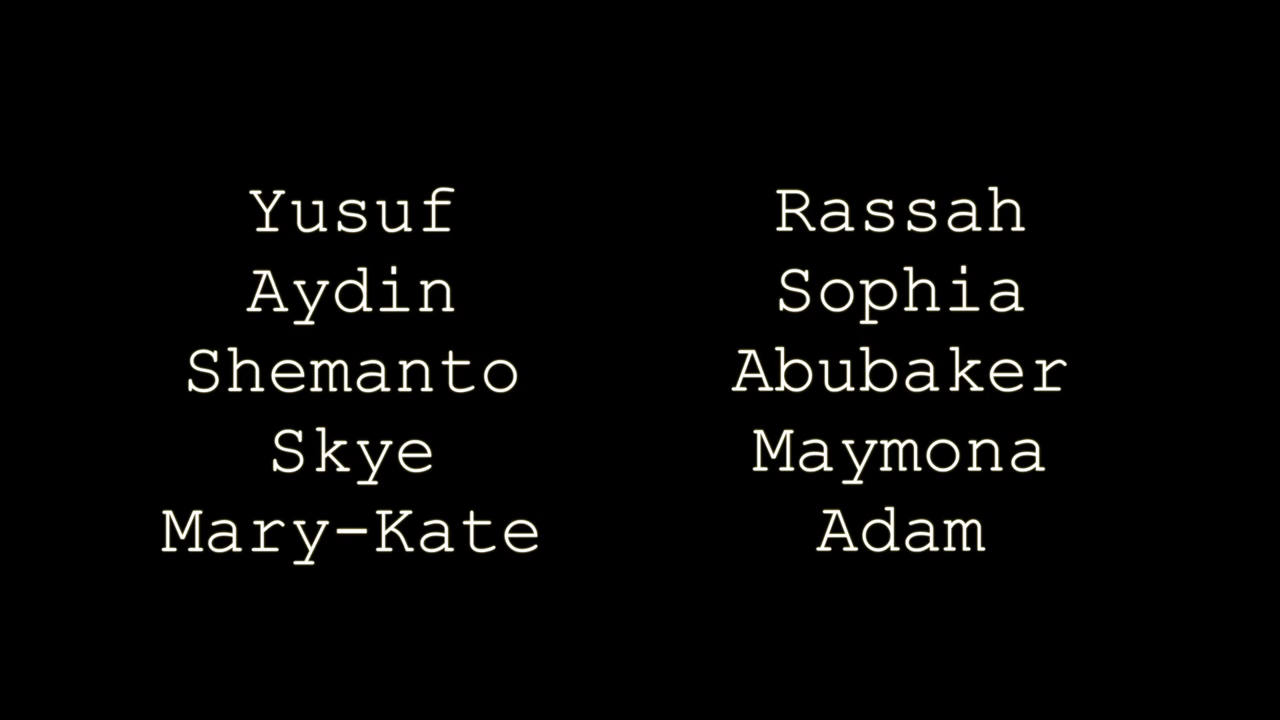 Yusuf
Aydin
Shemanto
Skye
Mary-Kate
Rassah
Sophia
Abubaker
Maymona
Adam